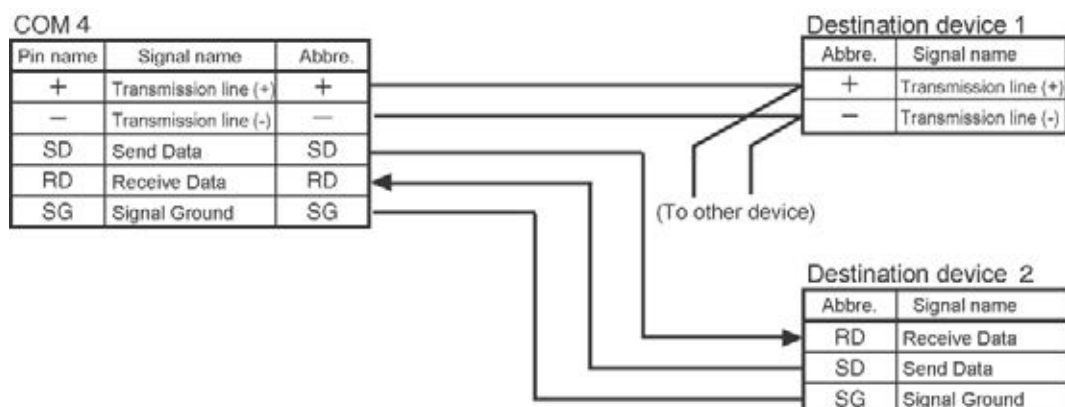 COM 4
Pin name Signal name Abbre.
+ Transmission line (+) +
− Transmission line (-) −
SD Send Data SD
RD Receive Data RD
SG Signal Ground SG
Destination device 1
Abbre. Signal name
+ Transmission line (+)
− Transmission line (-)
(To other device)
Destination device 2
Abbre. Signal name
RD Receive Data
SD Send Data
SG Signal Ground